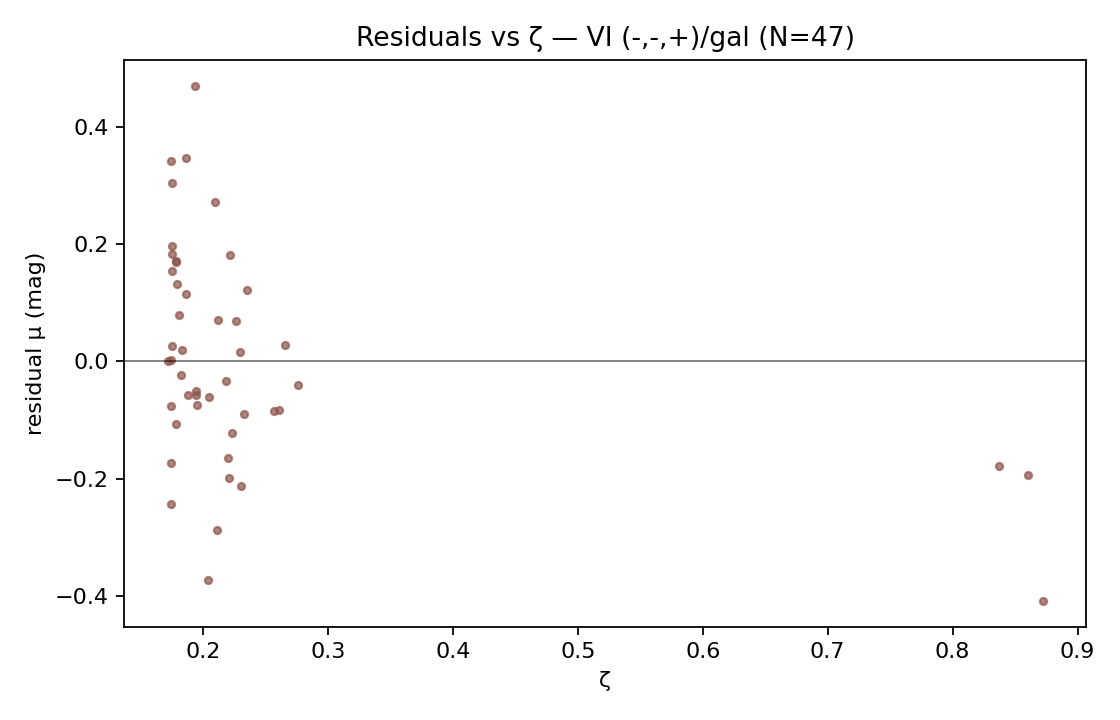 Residuals vs ζ — VI (-,-,+)/gal (N=47)
residual μ (mag)
0.4
0.2
0.0
−0.2
−0.4
0.2 0.3 0.4 0.5 0.6 0.7 0.8 0.9
ζ